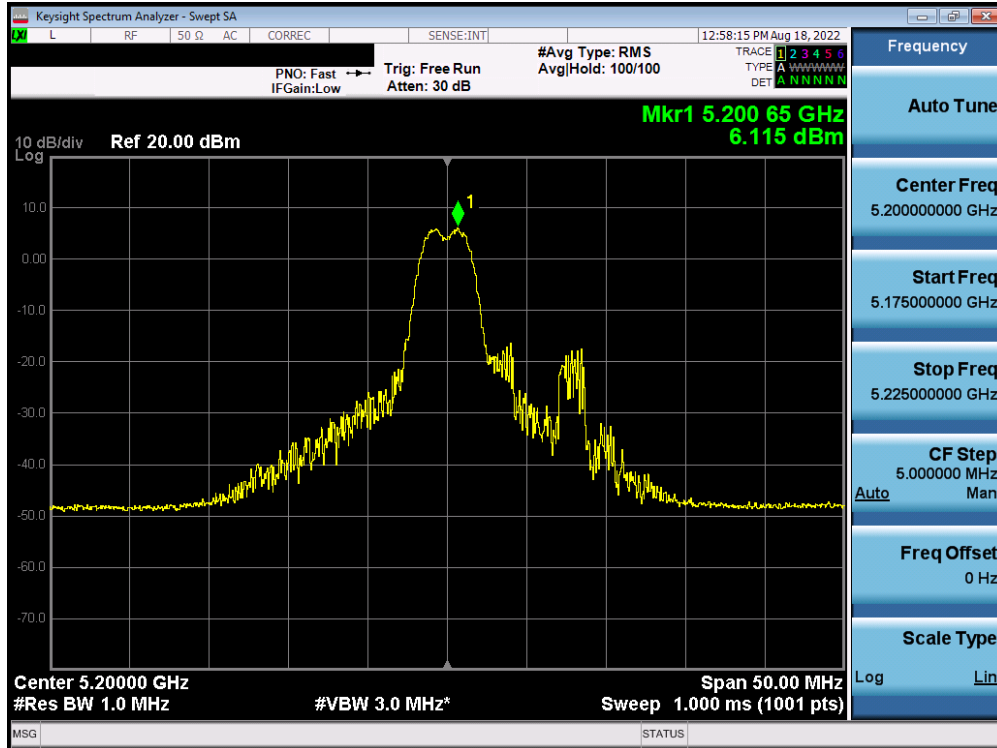 Keysight Spectrum Analyzer - Swept SA
LXI L RF 50 Ω AC CORREC SENSE:INT 12:58:15 PM Aug 18, 2022
PNO: Fast
IFGain:Low
Trig: Free Run
Atten: 30 dB
#Avg Type: RMS
Avg|Hold: 100/100
TRACE 1 2 3 4 5 6
TYPE A WWWWW
DET A N N N N N
Mkr1 5.200 65 GHz
6.115 dBm
10 dB/div Ref 20.00 dBm
Log
1
10.0
0.00
-10.0
-20.0
-30.0
-40.0
-50.0
-60.0
-70.0
Center 5.20000 GHz Span 50.00 MHz
#Res BW 1.0 MHz #VBW 3.0 MHz* Sweep 1.000 ms (1001 pts)
MSG STATUS
Frequency
Auto Tune
Center Freq
5.200000000 GHz
Start Freq
5.175000000 GHz
Stop Freq
5.225000000 GHz
CF Step
5.000000 MHz
Auto Man
Freq Offset
0 Hz
Scale Type
Log Lin